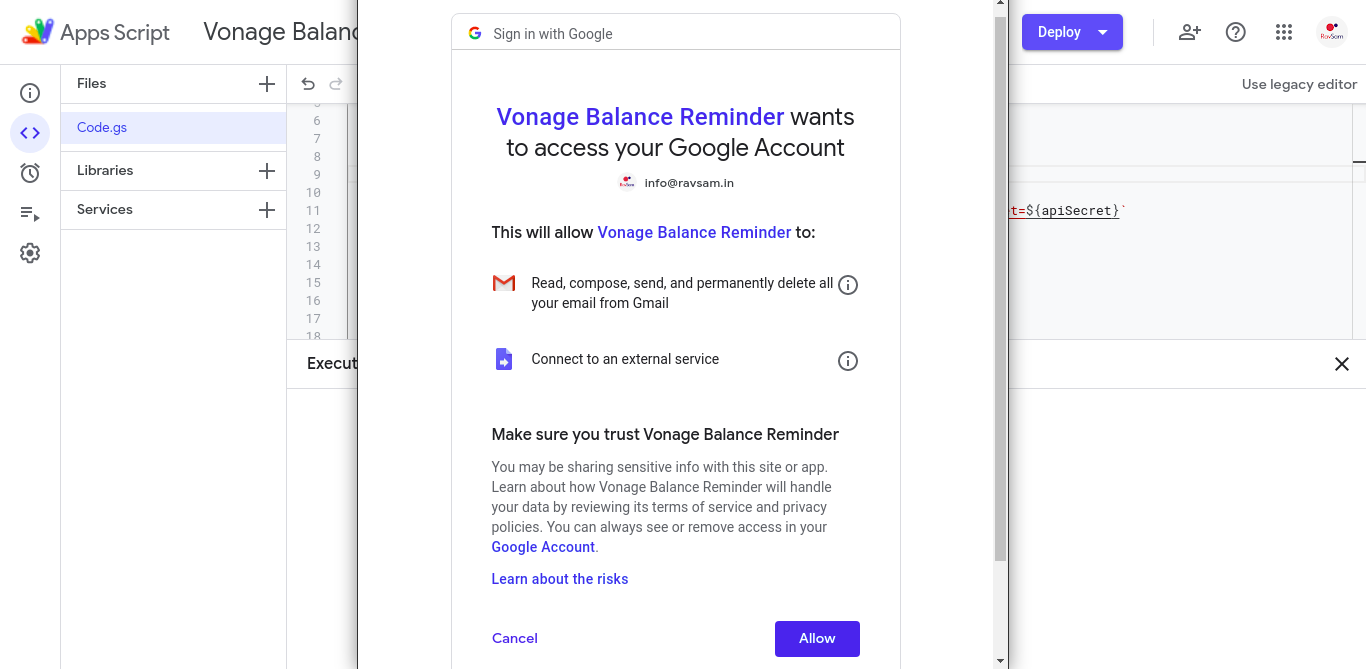 Apps Script
Vonage Balanc
Sign in with Google
Deploy
RavSam
Files
Use legacy editor
Code.gs
Libraries
Services
6
7
8
9
10
11
12
13
14
15
16
17
18
t=${apiSecret}`
Vonage Balance Reminder wants
to access your Google Account
info@ravsam.in
This will allow Vonage Balance Reminder to:
Read, compose, send, and permanently delete all
your email from Gmail
Connect to an external service
Execut
Make sure you trust Vonage Balance Reminder
You may be sharing sensitive info with this site or app.
Learn about how Vonage Balance Reminder will handle
your data by reviewing its terms of service and privacy
policies. You can always see or remove access in your
Google Account.
Learn about the risks
Cancel
Allow